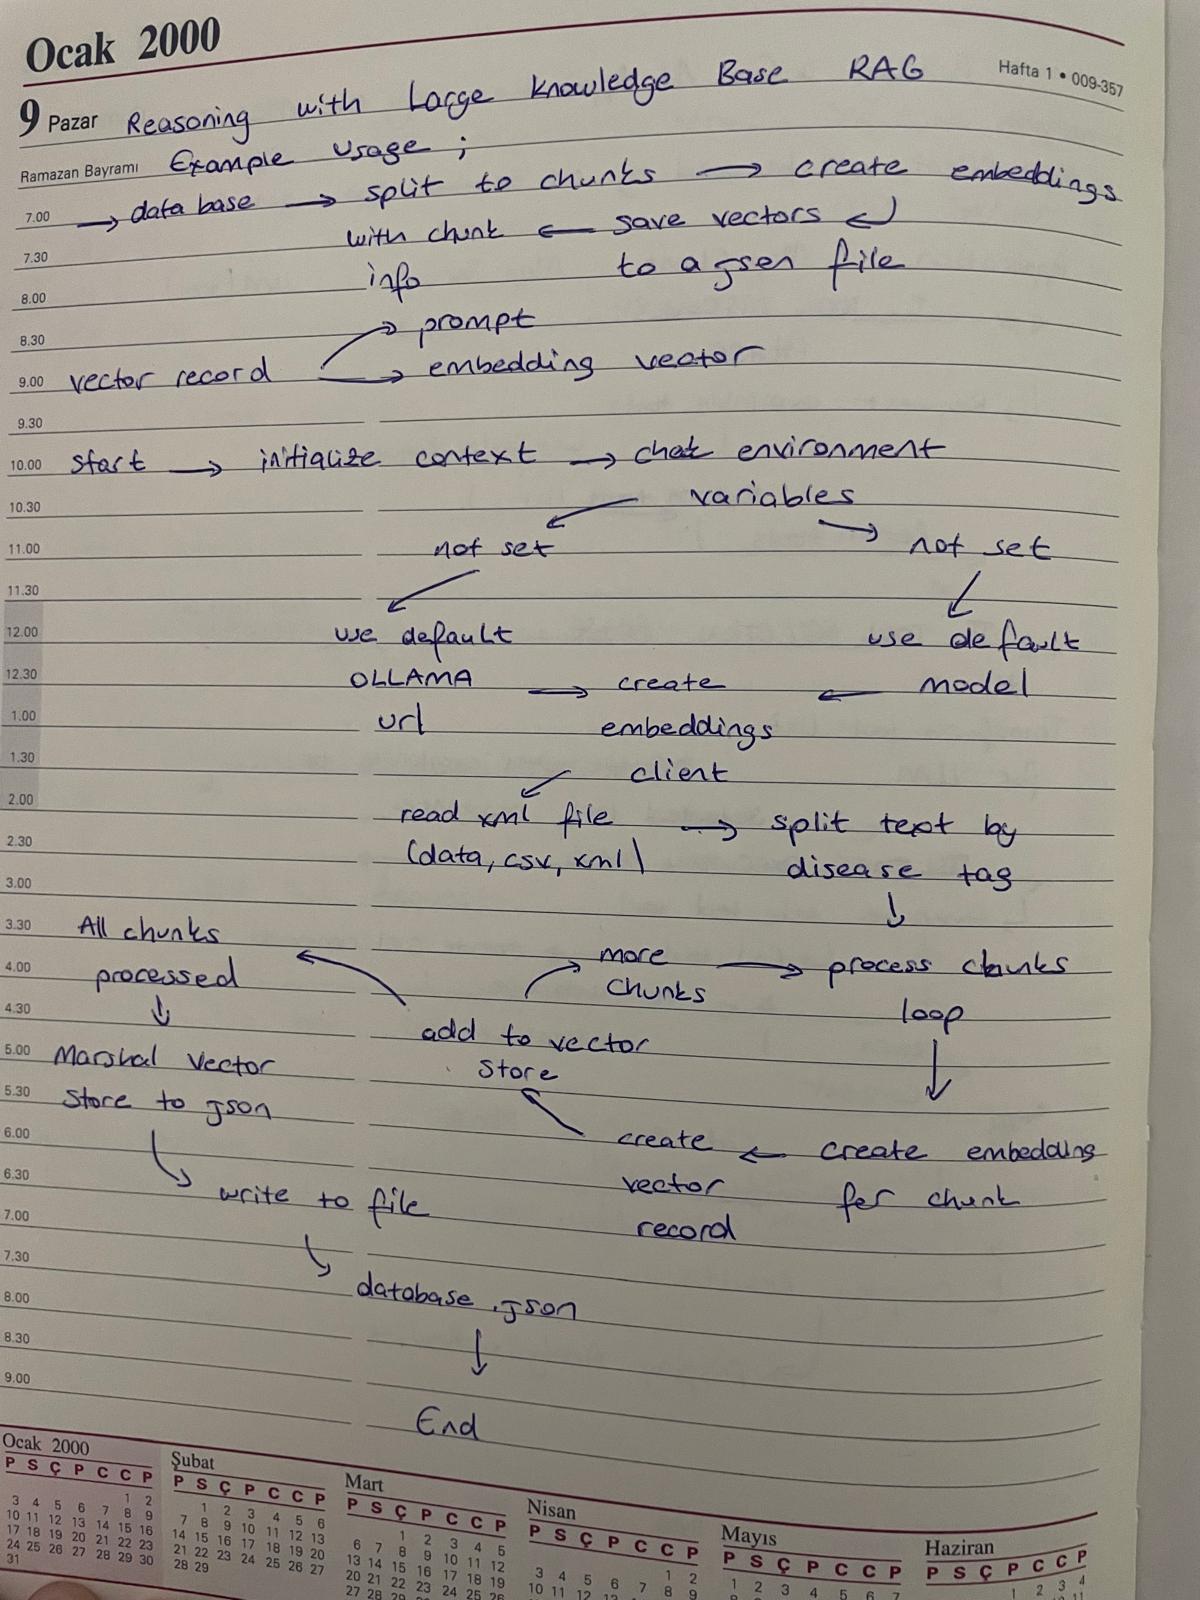 Ocak 2000
Hafta 1 • 009-357
9 Pazar Reasoning with Large Knowledge Base RAG
Ramazan Bayramı Example usage ;
7.00 → data base → split to chunks → create embeddings
7.30 with chunk ← save vectors ↲
8.00 info to a json file
8.30 prompt
9.00 vector record → embedding vector
9.30
10.00 start → initialize context → chek environment
10.30 variables
11.00 not set not set
11.30
12.00 use default use default
12.30 OLLAMA → create ← model
1.00 url embeddings
1.30 client
2.00 read xml file → split text by
2.30 (data, csv, xml) disease tag
3.00
3.30 All chunks more
4.00 processed chunks → process chunks
4.30 add to vector loop
5.00 Marshal vector store
5.30 store to json
6.00 create ← create embedding
6.30 write to file vector for chunk
7.00 record
7.30
8.00 database.json
8.30
9.00
End
Ocak 2000 Şubat Mart Nisan Mayıs Haziran
P S Ç P C C P P S Ç P C C P P S Ç P C C P P S Ç P C C P P S Ç P C C P P S Ç P C C P
1 2 1 2 3 4 5 6 1 2 3 4 5 1 2 1 2 3 4 5 6 7 1 2 3 4
3 4 5 6 7 8 9 7 8 9 10 11 12 13 6 7 8 9 10 11 12 3 4 5 6 7 8 9
10 11 12 13 14 15 16 14 15 16 17 18 19 20 13 14 15 16 17 18 19
17 18 19 20 21 22 23 21 22 23 24 25 26 27 20 21 22 23 24 25 26
24 25 26 27 28 29 30 28 29 27 28 29
31